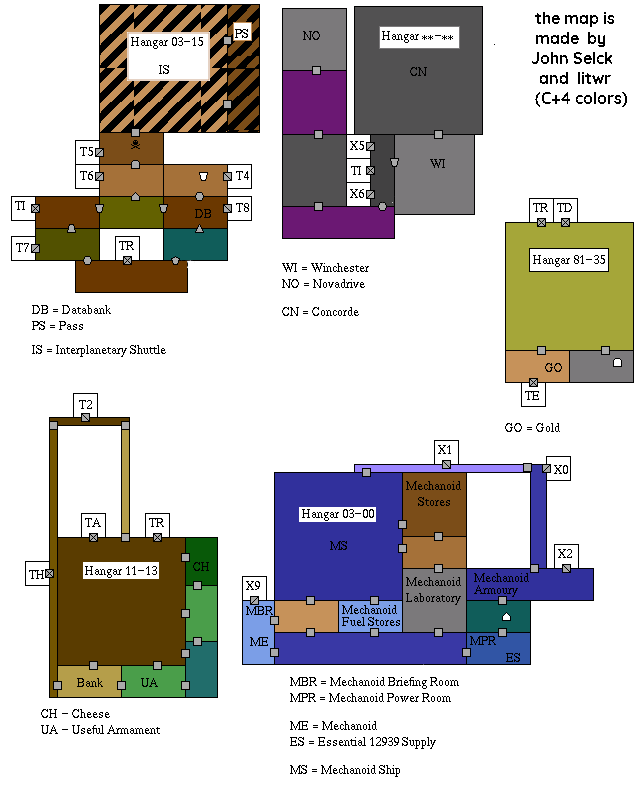 the map is
made by
John Selck
and litwr
(C+4 colors)
Hangar 03-15
IS
PS
T5
T6
T4
TI
DB
T8
T7
TR
DB = Databank
PS = Pass
IS = Interplanetary Shuttle
NO
Hangar **-**
CN
X5
TI
X6
WI
WI = Winchester
NO = Novadrive
CN = Concorde
TR
TD
Hangar 81-35
GO
TE
GO = Gold
T2
TA
TR
TH
Hangar 11-13
CH
Bank
UA
CH - Cheese
UA - Useful Armament
X1
X0
Mechanoid
Stores
Hangar 03-00
MS
X2
X9
Mechanoid
Laboratory
Mechanoid
Armoury
MBR
Mechanoid
Fuel Stores
ME
MPR
ES
MBR = Mechanoid Briefing Room
MPR = Mechanoid Power Room
ME = Mechanoid
ES = Essential 12939 Supply
MS = Mechanoid Ship